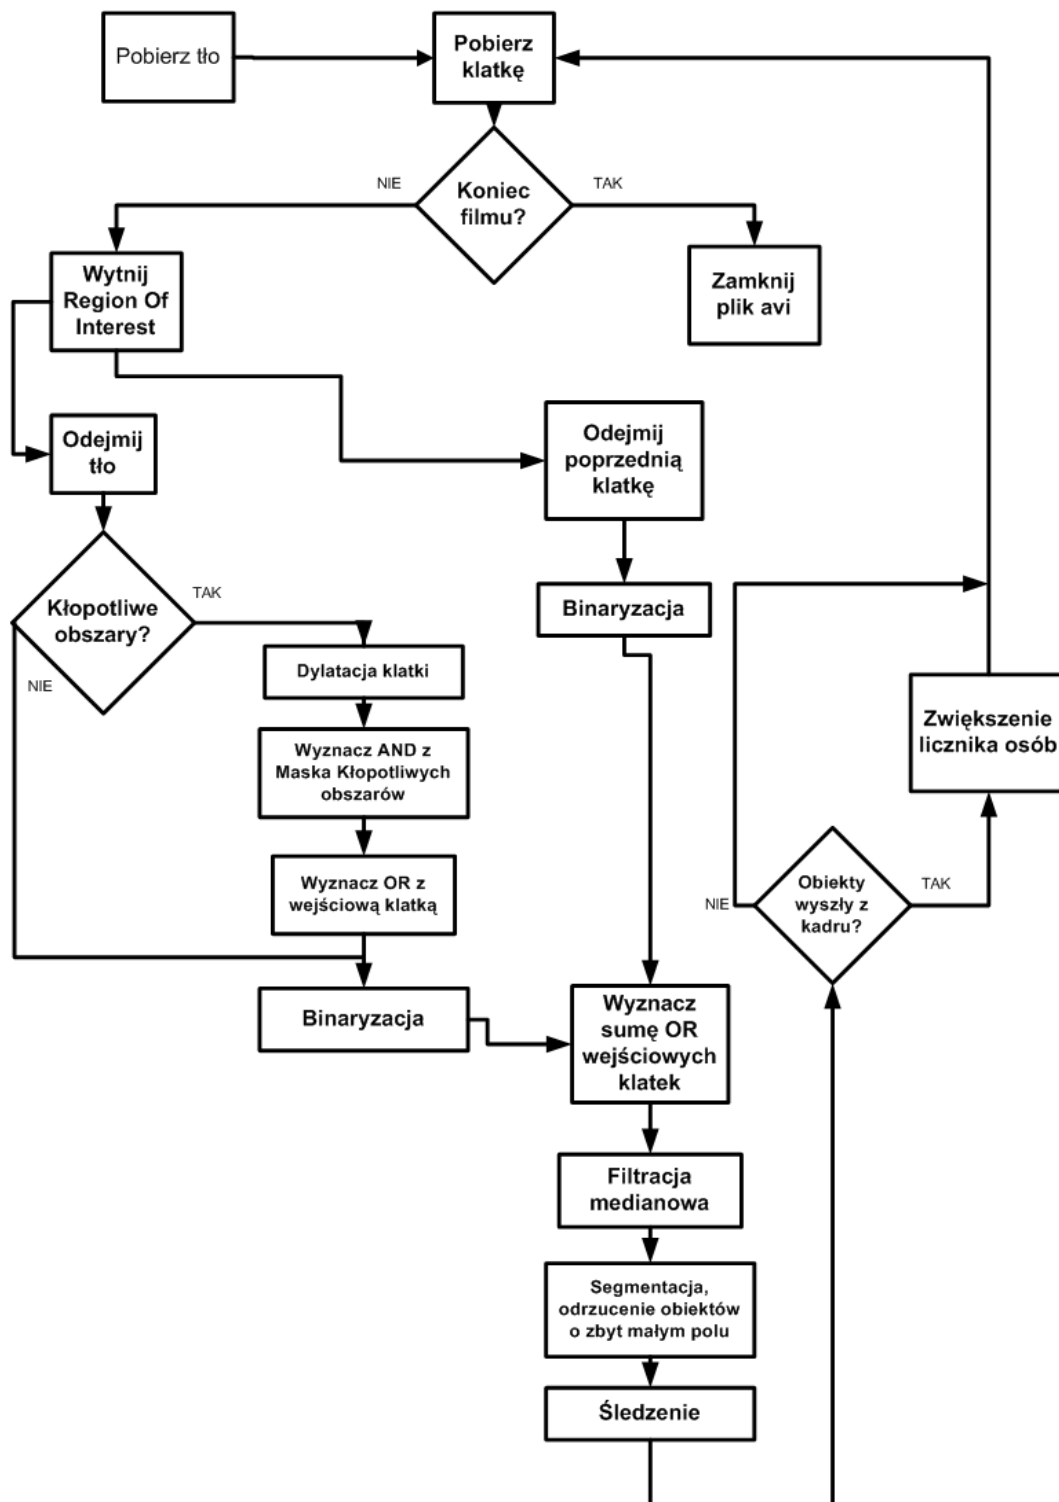 Pobierz tło
Pobierz
klatkę
NIE
TAK
Koniec
filmu?
Wytnij
Region Of
Interest
Zamknij
plik avi
Odejmij
tło
Odejmij
poprzednią
klatkę
Kłopotliwe
obszary?
TAK
NIE
Binaryzacja
Dylatacja klatki
Wyznacz AND z
Maska Kłopotliwych
obszarów
Wyznacz OR z
wejściową klatką
Zwiększenie
licznika osób
Obiekty
wyszły z
kadru?
NIE
TAK
Binaryzacja
Wyznacz
sumę OR
wejściowych
klatek
Filtracja
medianowa
Segmentacja,
odrzucenie obiektów
o zbyt małym polu
Śledzenie